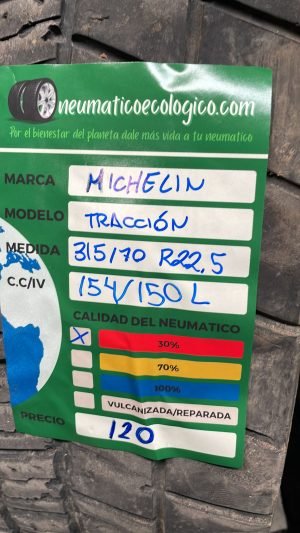 neumaticoecologico.com
Por el bienestar del planeta dale más vida a tu neumatico
MARCA MICHELIN
MODELO TRACCIÓN
MEDIDA 315/70 R22,5
C.C/IV 154/150 L
CALIDAD DEL NEUMATICO
X 30%
70%
100%
VULCANIZADA/REPARADA
PRECIO 120